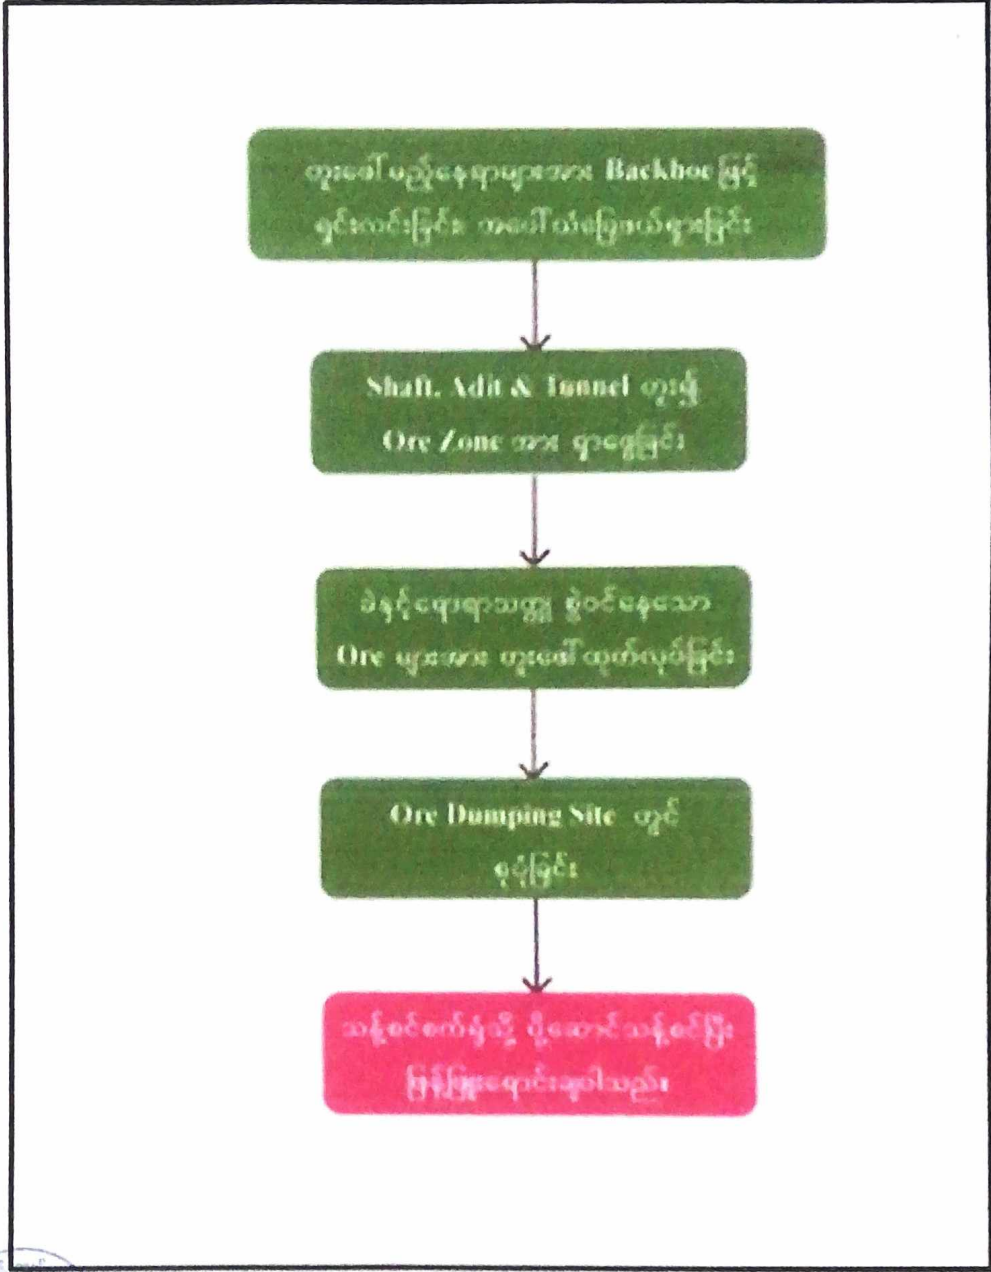 တူးဖော်မည့်နေရာများအား Backhoe ဖြင့်
ရှင်းလင်းခြင်း၊ အပေါ်ယံမြေဖယ်ရှားခြင်း
Shaft, Adit & Tunnel တူး၍
Ore Zone အား ရှာဖွေခြင်း
ခဲနှင့်ရောရာသတ္တု စွဲဝင်နေသော
Ore များအား တူးဖော်ထုတ်လုပ်ခြင်း
Ore Dumping Site တွင်
စုပုံခြင်း
သန့်စင်စက်ရုံသို့ ပို့ဆောင်သန့်စင်ပြီး
ဖြန့်ဖြူးရောင်းချပါသည်။